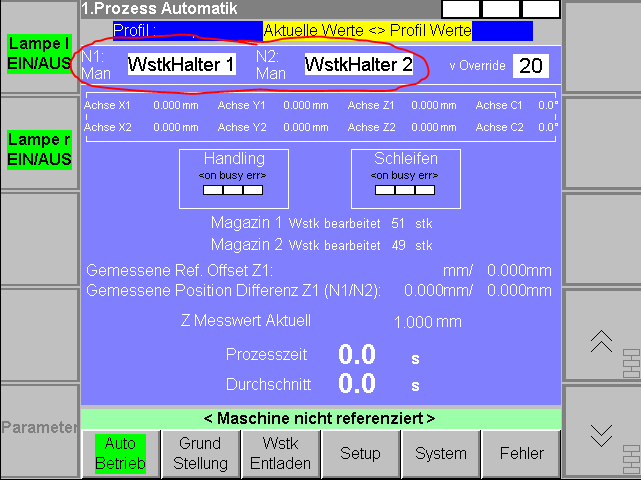 1.Prozess Automatik
Profil : Aktuelle Werte <> Profil Werte
Lampe l
EIN/AUS
N1: Man WstkHalter 1 N2: Man WstkHalter 2 v Override 20
Achse X1 0.000 mm Achse Y1 0.000 mm Achse Z1 0.000 mm Achse C1 0.0°
Achse X2 0.000 mm Achse Y2 0.000 mm Achse Z2 0.000 mm Achse C2 0.0°
Lampe r
EIN/AUS
Handling Schleifen
<on busy err> <on busy err>
Magazin 1 Wstk bearbeitet 51 stk
Magazin 2 Wstk bearbeitet 49 stk
Gemessene Ref. Offset Z1: mm/ 0.000mm
Gemessene Position Differenz Z1 (N1/N2): 0.000mm/ 0.000mm
Z Messwert Aktuell 1.000 mm
Prozesszeit 0.0 s
Durchschnitt 0.0 s
Parameter
< Maschine nicht referenziert >
Auto Betrieb Grund Stellung Wstk Entladen Setup System Fehler